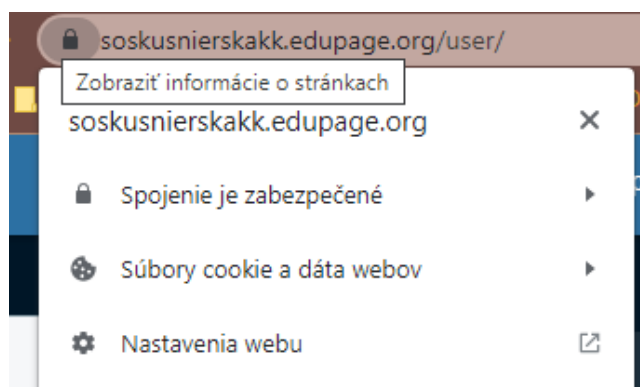 soskusnierskakk.edupage.org/user/
Zobraziť informácie o stránkach
soskusnierskakk.edupage.org
Spojenie je zabezpečené
Súbory cookie a dáta webov
Nastavenia webu